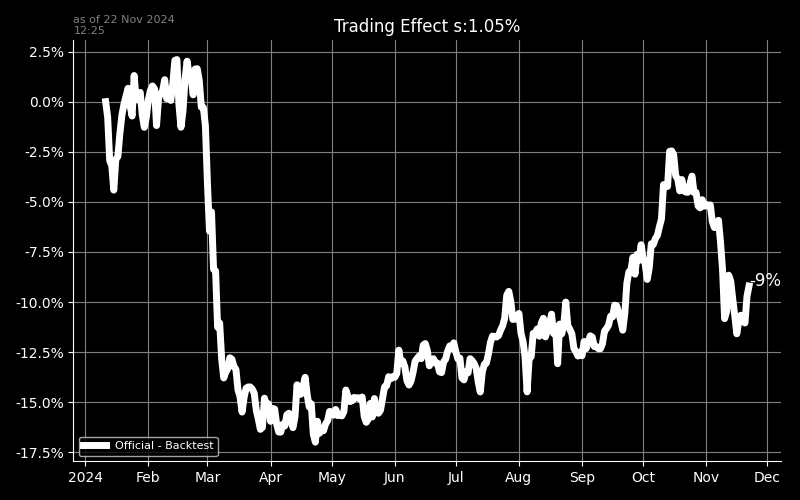 as of 22 Nov 2024
12:25
Trading Effect s:1.05%
2.5%
0.0%
-2.5%
-5.0%
-7.5%
-10.0%
-12.5%
-15.0%
-17.5%
-9%
Official - Backtest
2024 Feb Mar Apr May Jun Jul Aug Sep Oct Nov Dec